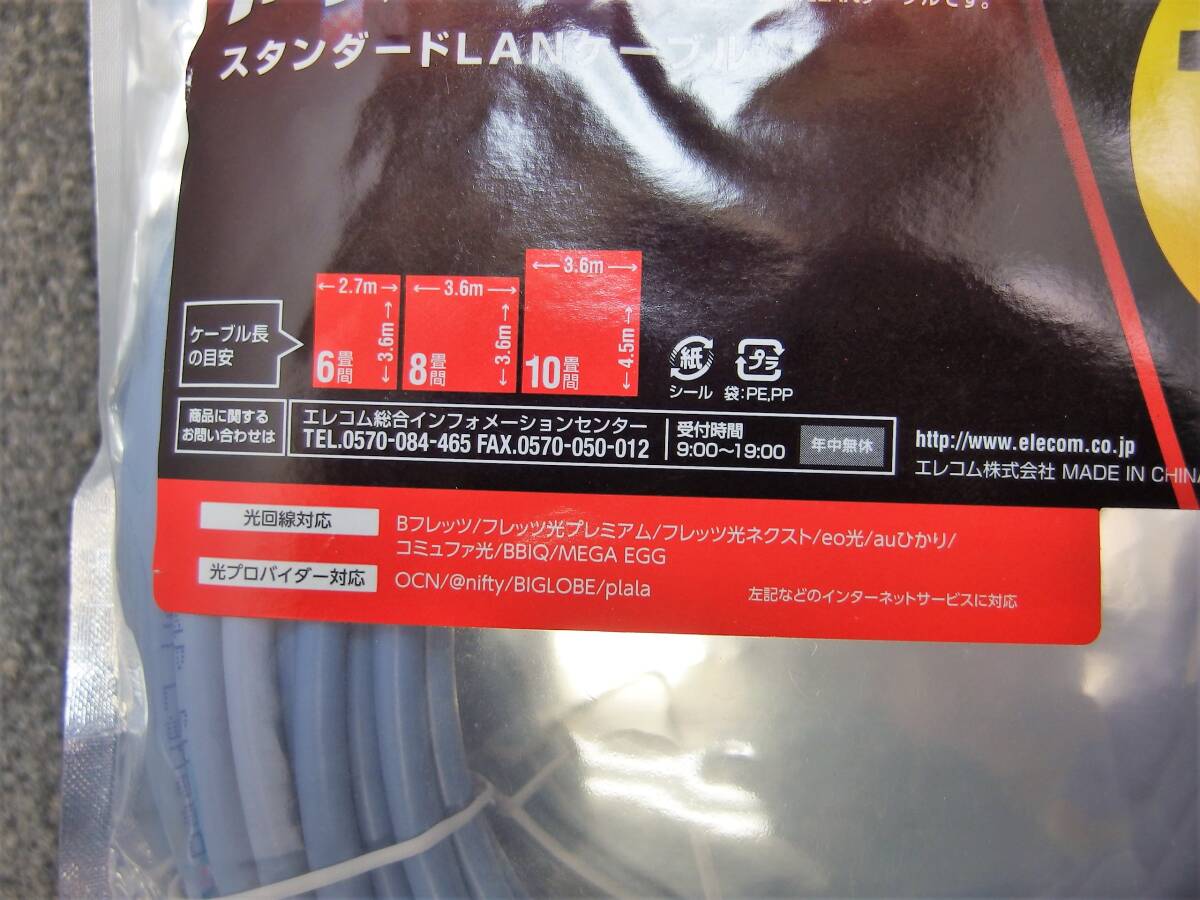 ーブルです。
スタンダードLANケーブル
3.6m
2.7m
3.6m
ケーブル長
の目安
6畳間
3.6m
8畳間
3.6m
10畳間
4.5m
紙
シール
プラ
袋:PE,PP
商品に関する
お問い合わせは
エレコム総合インフォメーションセンター
TEL.0570-084-465 FAX.0570-050-012
受付時間
9:00〜19:00
年中無休
http://www.elecom.co.jp
エレコム株式会社 MADE IN CHINA
光回線対応
Bフレッツ/フレッツ光プレミアム/フレッツ光ネクスト/eo光/auひかり/
コミュファ光/BBIQ/MEGA EGG
光プロバイダー対応
OCN/@nifty/BIGLOBE/plala
左記などのインターネットサービスに対応